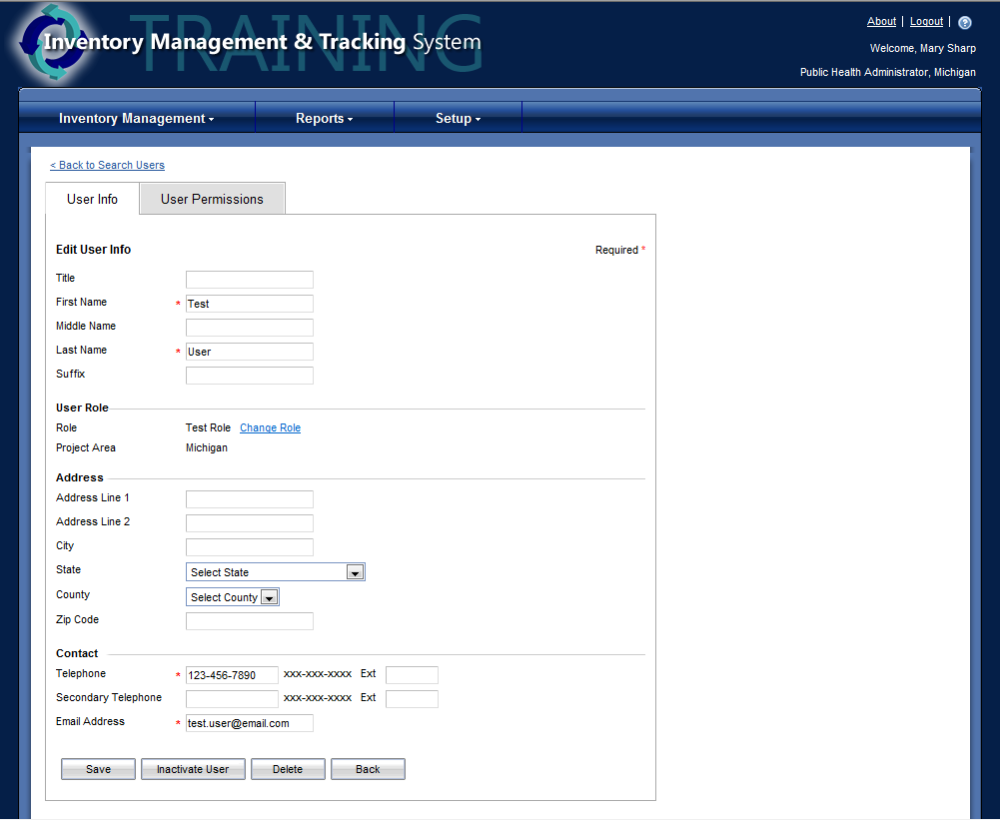 TRAINING
Inventory Management & Tracking System
About | Logout | ?
Welcome, Mary Sharp
Public Health Administrator, Michigan
Inventory Management Reports Setup
< Back to Search Users
User Info User Permissions
Edit User Info Required *
Title
First Name * Test
Middle Name
Last Name * User
Suffix
User Role
Role Test Role Change Role
Project Area Michigan
Address
Address Line 1
Address Line 2
City
State Select State
County Select County
Zip Code
Contact
Telephone * 123-456-7890 xxx-xxx-xxxx Ext
Secondary Telephone xxx-xxx-xxxx Ext
Email Address * test.user@email.com
Save Inactivate User Delete Back